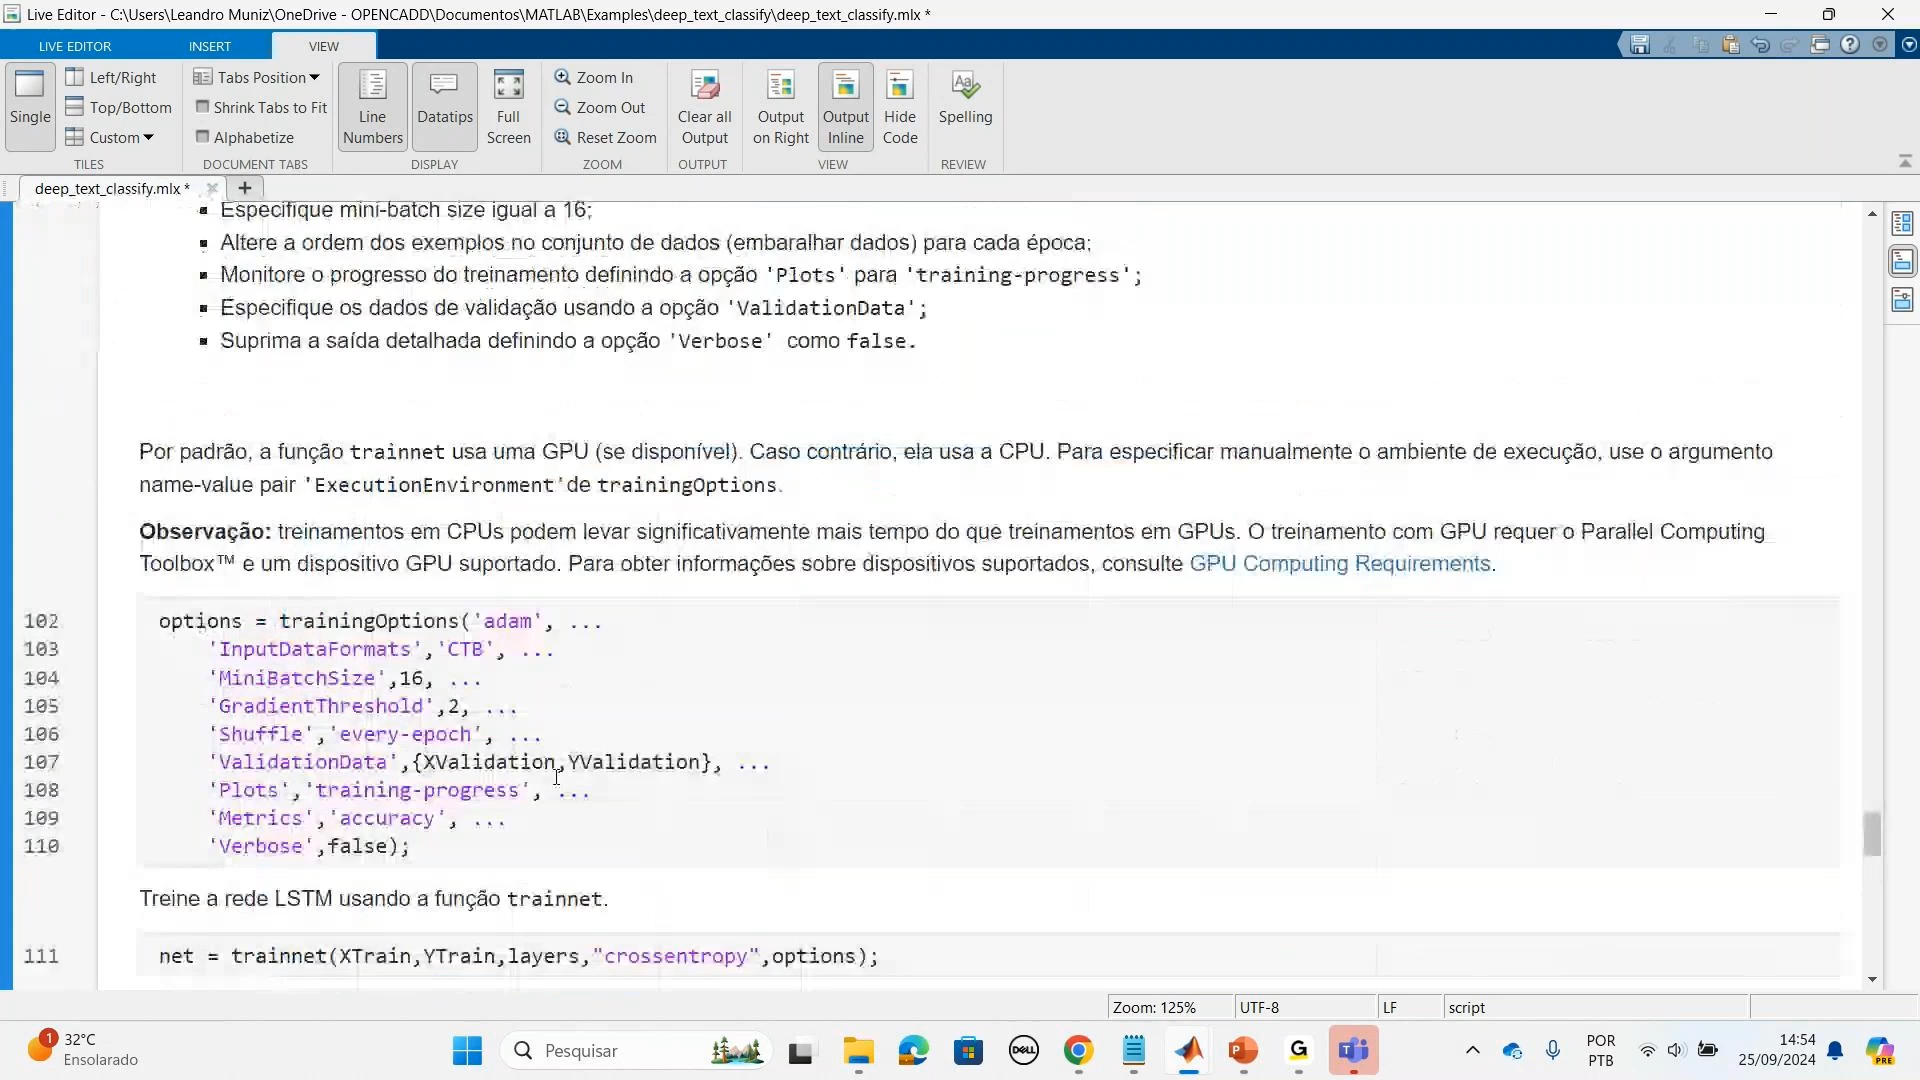 Live Editor - C:\Users\Leandro Muniz\OneDrive - OPENCADD\Documentos\MATLAB\Examples\deep_text_classify\deep_text_classify.mlx *
LIVE EDITOR INSERT VIEW
Single
Left/Right
Top/Bottom
Custom
TILES
Tabs Position
Shrink Tabs to Fit
Alphabetize
DOCUMENT TABS
Line Numbers
Datatips
Full Screen
DISPLAY
Zoom In
Zoom Out
Reset Zoom
ZOOM
Clear all Output
OUTPUT
Output on Right
Output Inline
Hide Code
VIEW
Spelling
REVIEW
deep_text_classify.mlx *
Especifique mini-batch size igual a 16;
Altere a ordem dos exemplos no conjunto de dados (embaralhar dados) para cada época;
Monitore o progresso do treinamento definindo a opção 'Plots' para 'training-progress';
Especifique os dados de validação usando a opção 'ValidationData';
Suprima a saída detalhada definindo a opção 'Verbose' como false.
Por padrão, a função trainnet usa uma GPU (se disponível). Caso contrário, ela usa a CPU. Para especificar manualmente o ambiente de execução, use o argumento
name-value pair 'ExecutionEnvironment'de trainingOptions.
Observação: treinamentos em CPUs podem levar significativamente mais tempo do que treinamentos em GPUs. O treinamento com GPU requer o Parallel Computing
Toolbox™ e um dispositivo GPU suportado. Para obter informações sobre dispositivos suportados, consulte GPU Computing Requirements.
102 options = trainingOptions('adam', ...
103 'InputDataFormats','CTB', ...
104 'MiniBatchSize',16, ...
105 'GradientThreshold',2, ...
106 'Shuffle','every-epoch', ...
107 'ValidationData',{XValidation,YValidation}, ...
108 'Plots','training-progress', ...
109 'Metrics','accuracy', ...
110 'Verbose',false);
Treine a rede LSTM usando a função trainnet.
111 net = trainnet(XTrain,YTrain,layers,"crossentropy",options);
Zoom: 125% UTF-8 LF script
1
32°C
Ensolarado
Pesquisar
DELL
POR
PTB
14:54
25/09/2024
PRE